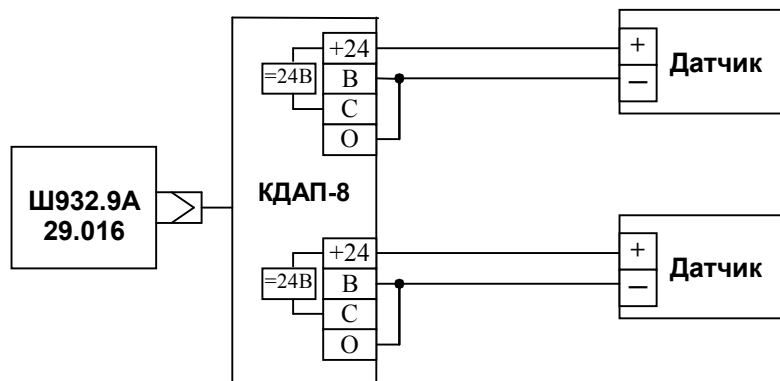 +24
=24В
В
С
О
+
−
Датчик
Ш932.9А
29.016
КДАП-8
+24
=24В
В
С
О
+
−
Датчик